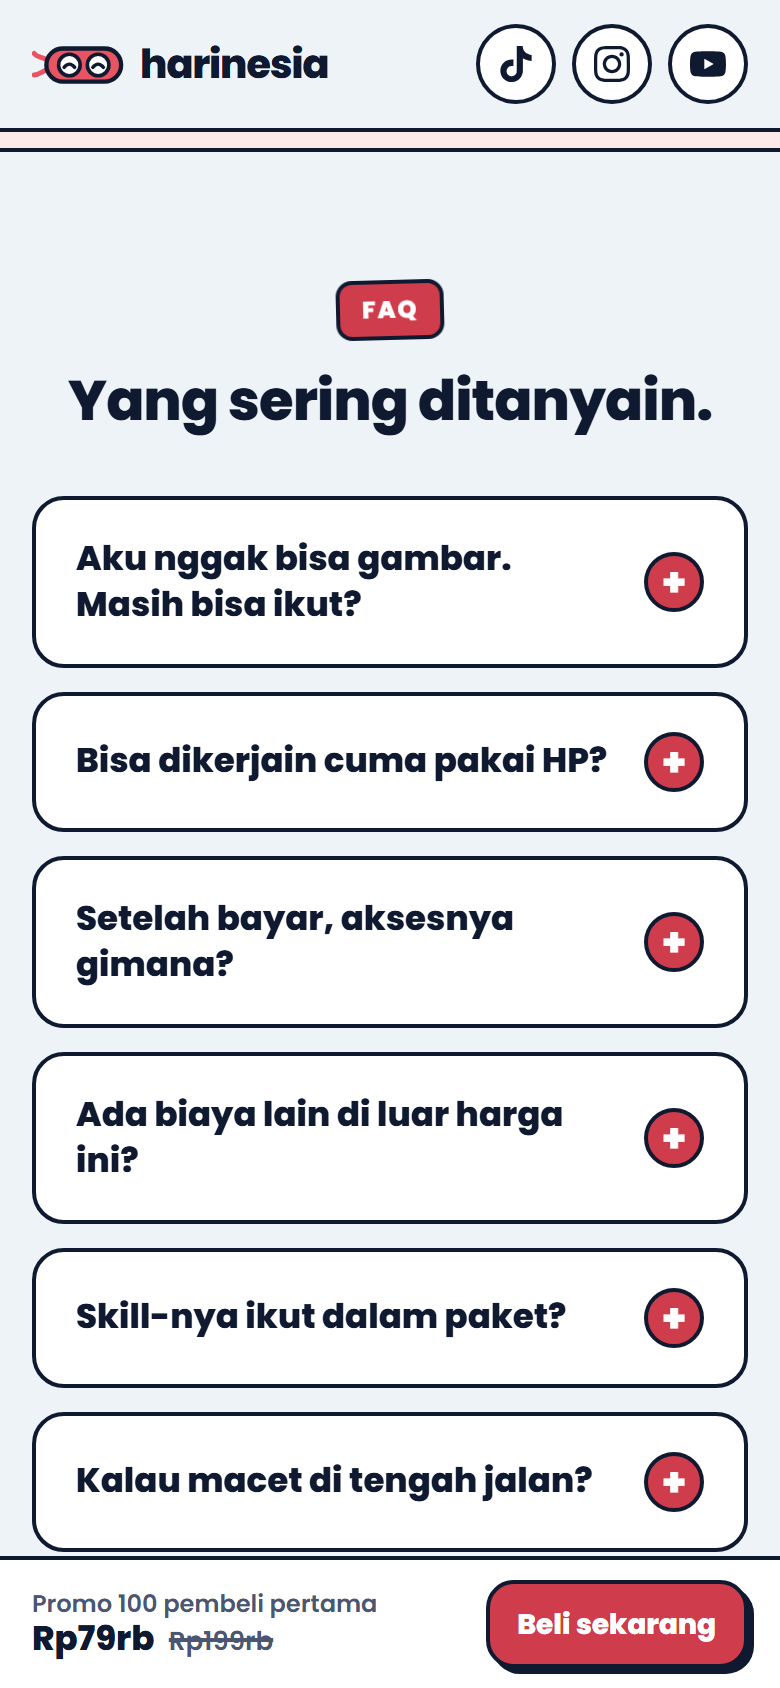 harinesia
FAQ
Yang sering ditanyain.
Aku nggak bisa gambar.
Masih bisa ikut?
Bisa dikerjain cuma pakai HP?
Setelah bayar, aksesnya
gimana?
Ada biaya lain di luar harga
ini?
Skill-nya ikut dalam paket?
Kalau macet di tengah jalan?
Promo 100 pembeli pertama
Rp79rb Rp199rb
Beli sekarang